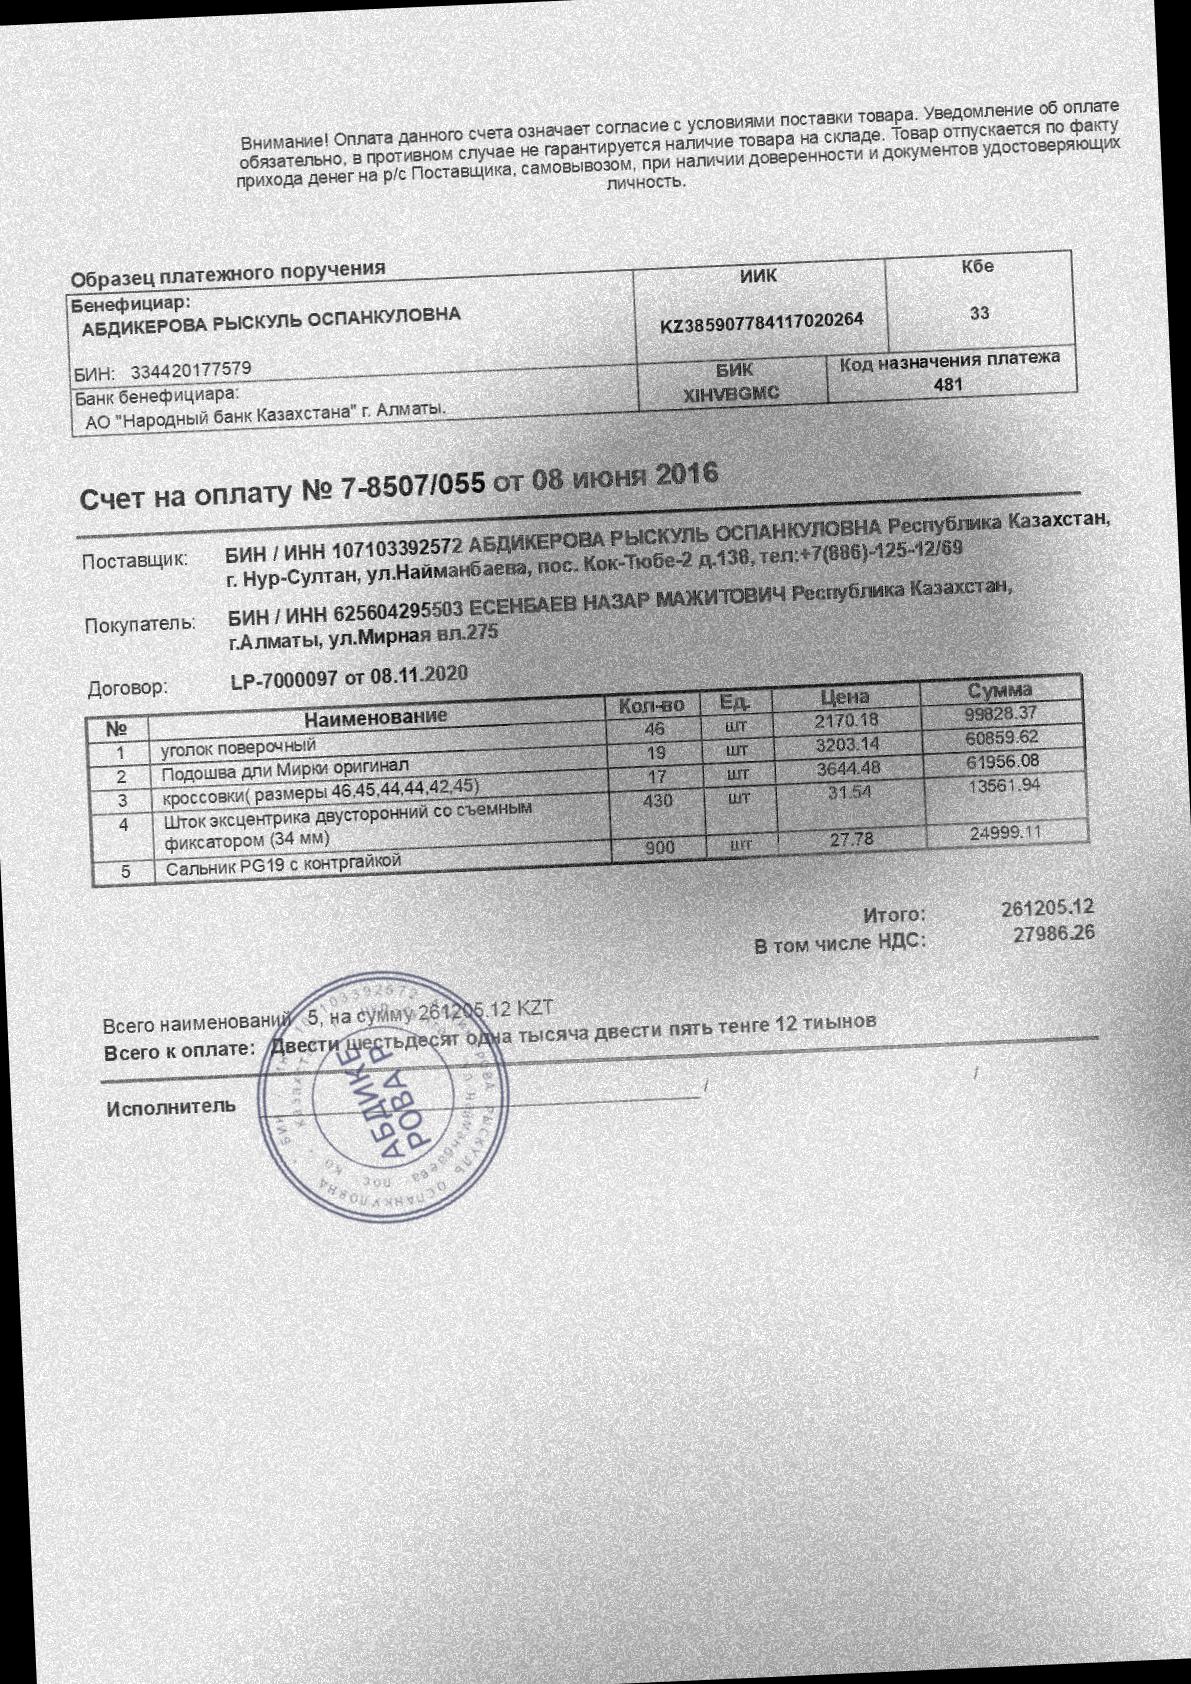 Внимание! Оплата данного счета означает согласие с условиями поставки товара. Уведомление об оплате
обязательно, в противном случае не гарантируется наличие товара на складе. Товар отпускается по факту
прихода денег на р/с Поставщика, самовывозом, при наличии доверенности и документов удостоверяющих
личность.
Образец платежного поручения
Бенефициар: ИИК Кбе
АБДИКЕРОВА РЫСКУЛЬ ОСПАНКУЛОВНА KZ385907784117020264 33
БИН: 334420177579
Банк бенефициара: БИК Код назначения платежа
АО "Народный банк Казахстана" г. Алматы. XIHVBGMC 481
Счет на оплату № 7-8507/055 от 08 июня 2016
Поставщик: БИН / ИНН 107103392572 АБДИКЕРОВА РЫСКУЛЬ ОСПАНКУЛОВНА Республика Казахстан,
г. Нур-Султан, ул.Найманбаева, пос. Кок-Тюбе-2 д.138, тел:+7(886)-125-12/69
Покупатель: БИН / ИНН 625604295503 ЕСЕНБАЕВ НАЗАР МАЖИТОВИЧ Республика Казахстан,
г.Алматы, ул.Мирная вл.275
Договор: LP-7000097 от 08.11.2020
№ Наименование Кол-во Ед. Цена Сумма
1 уголок поверочный 46 шт 2170.18 99828.37
2 Подошва дли Мирки оригинал 19 шт 3203.14 60859.62
3 кроссовки( размеры 46,45,44,44,42,45) 17 шт 3644.48 61956.08
4 Шток эксцентрика двусторонний со съемным 430 шт 31.54 13561.94
фиксатором (34 мм)
5 Сальник PG19 с контргайкой 900 шт 27.78 24999.11
Итого: 261205.12
В том числе НДС: 27986.26
Всего наименований 5, на сумму 261205.12 KZT
Всего к оплате: Двести шестьдесят одна тысяча двести пять тенге 12 тиынов
Исполнитель / /
АБДИКЕ
РОВА Р
РЫСКУЛЬ ОСПАНКУЛОВНА